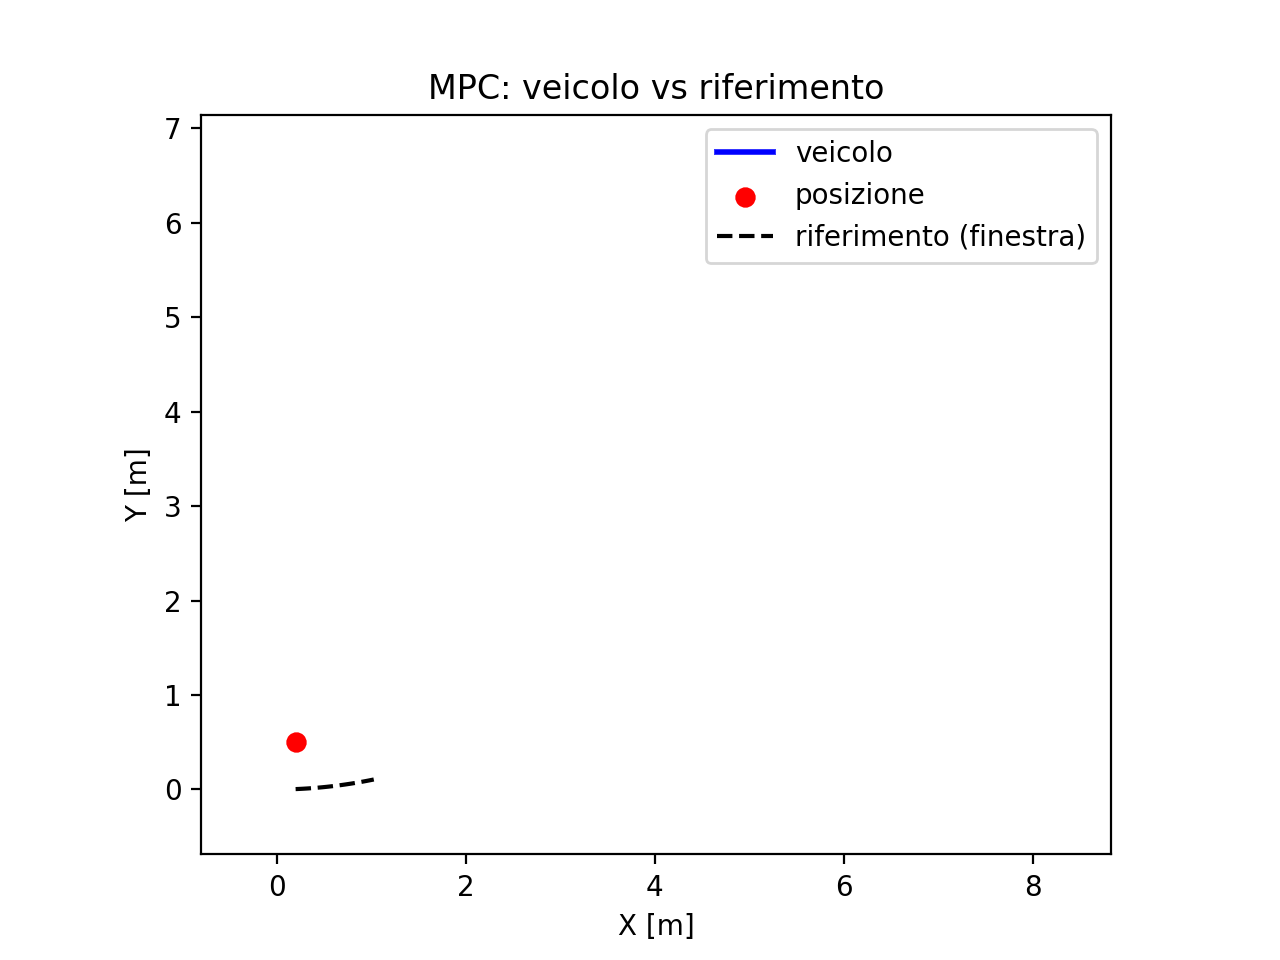 MPC: veicolo vs riferimento
veicolo
posizione
riferimento (finestra)
7
6
5
4
3
2
1
0
Y [m]
0 2 4 6 8
X [m]